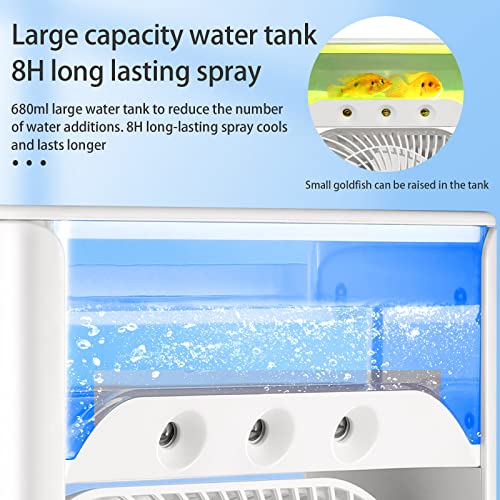 Large capacity water tank
8H long lasting spray
680ml large water tank to reduce the number
of water additions. 8H long-lasting spray cools
and lasts longer
Small goldfish can be raised in the tank